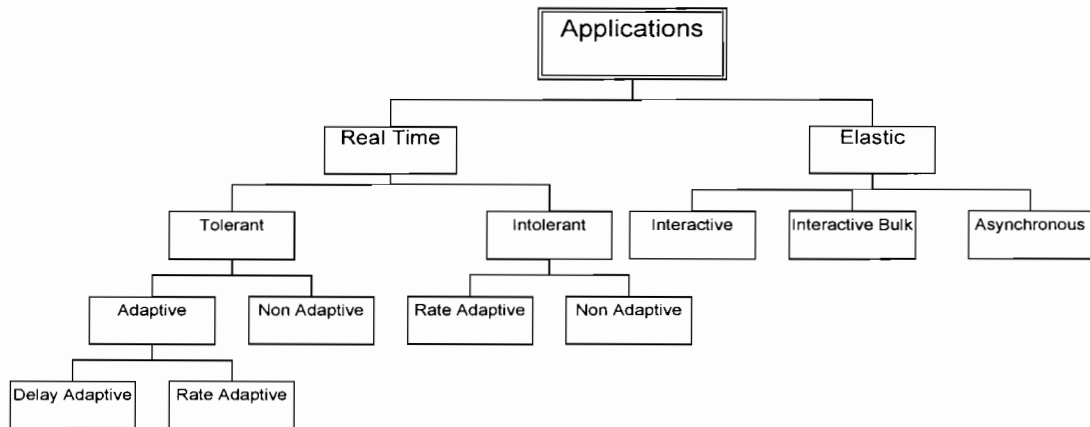 Applications
Real Time
Elastic
Tolerant
Intolerant
Interactive
Interactive Bulk
Asynchronous
Adaptive
Non Adaptive
Rate Adaptive
Non Adaptive
Delay Adaptive
Rate Adaptive